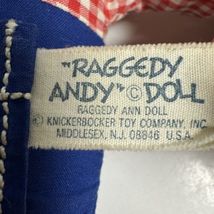 "RAGGEDY
ANDY" © DOLL
RAGGEDY ANN DOLL
© KNICKERBOCKER TOY COMPANY, INC.
MIDDLESEX, N.J. 08846 U.S.A.